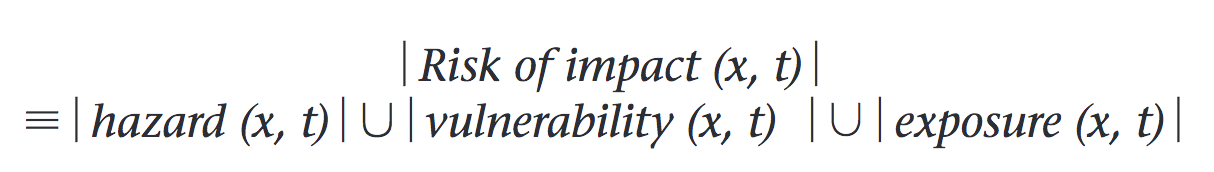 |Risk of impact (x, t)|
≡|hazard (x, t)|∪|vulnerability (x, t) |∪|exposure (x, t)|